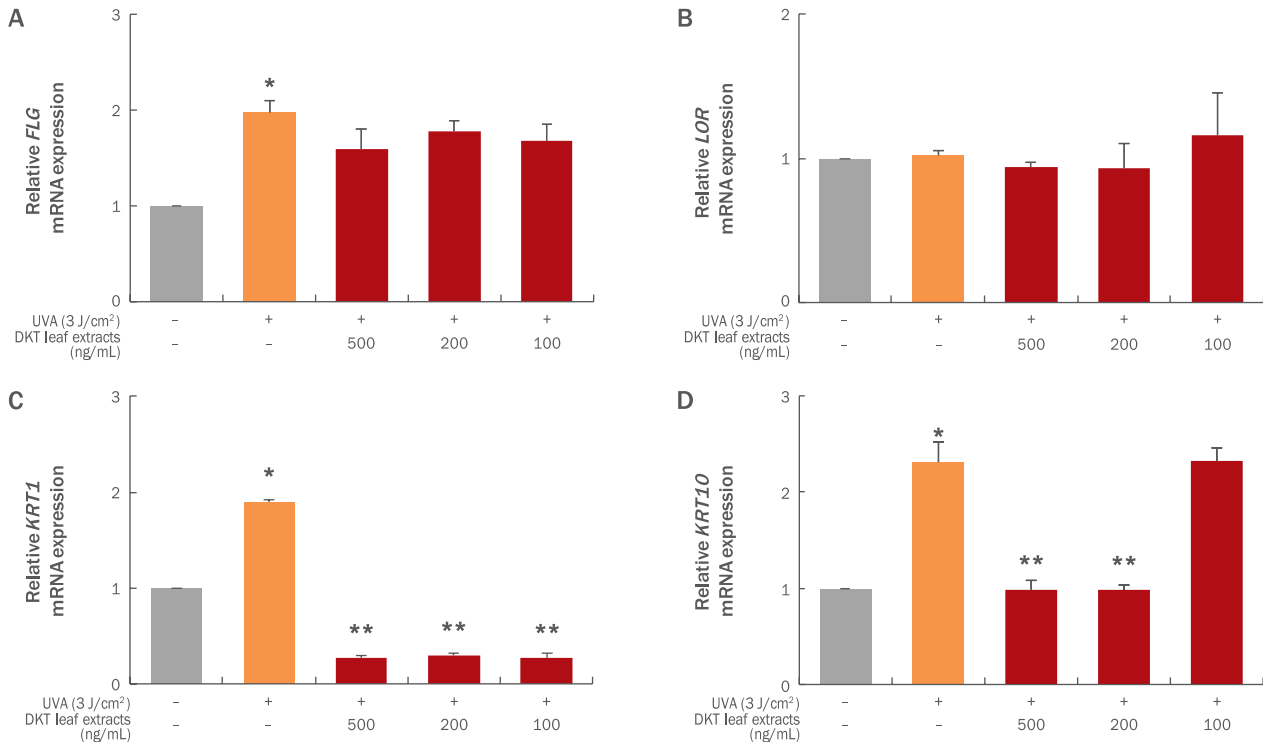 A
Relative FLG
mRNA expression
3
2
1
0
*
UVA (3 J/cm²) – + + + +
DKT leaf extracts
(ng/mL) – – 500 200 100
B
Relative LOR
mRNA expression
2
1
0
UVA (3 J/cm²) – + + + +
DKT leaf extracts
(ng/mL) – – 500 200 100
C
Relative KRT1
mRNA expression
3
2
1
0
*
** ** **
UVA (3 J/cm²) – + + + +
DKT leaf extracts
(ng/mL) – – 500 200 100
D
Relative KRT10
mRNA expression
3
2
1
0
*
** **
UVA (3 J/cm²) – + + + +
DKT leaf extracts
(ng/mL) – – 500 200 100